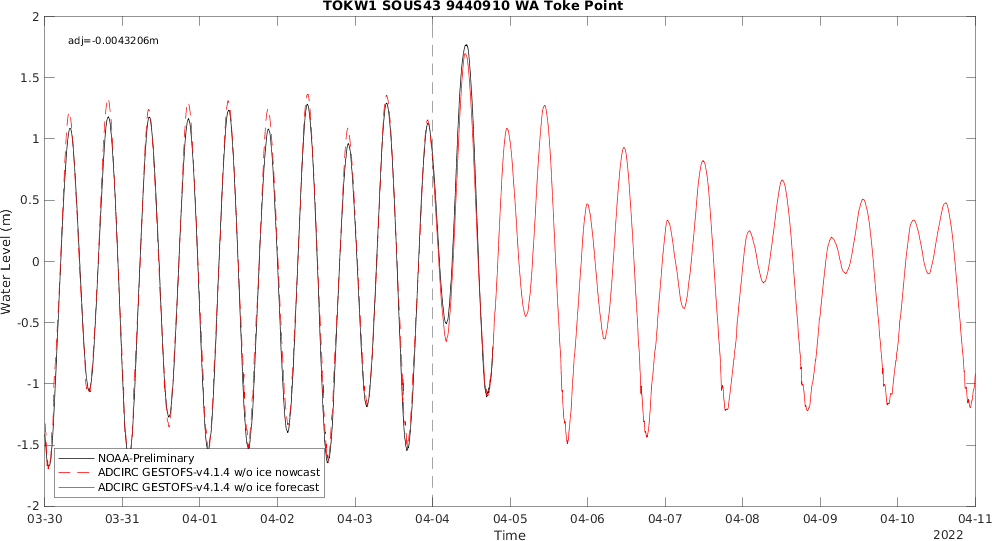 TOKW1 SOUS43 9440910 WA Toke Point
adj=-0.0043206m
2
1.5
1
0.5
0
-0.5
-1
-1.5
-2
Water Level (m)
NOAA-Preliminary
ADCIRC GESTOFS-v4.1.4 w/o ice nowcast
ADCIRC GESTOFS-v4.1.4 w/o ice forecast
03-30 03-31 04-01 04-02 04-03 04-04 04-05 04-06 04-07 04-08 04-09 04-10 04-11
Time
2022